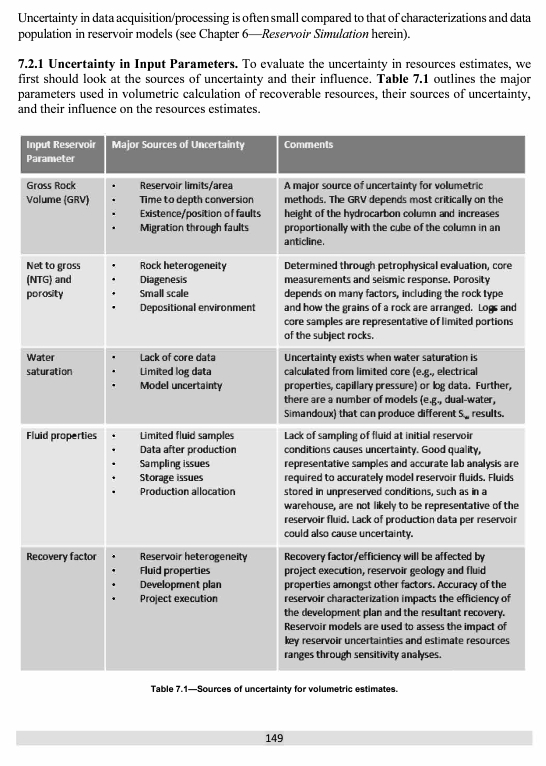 Uncertainty in data acquisition/processing is often small compared to that of characterizations and data
population in reservoir models (see Chapter 6—Reservoir Simulation herein).
7.2.1 Uncertainty in Input Parameters. To evaluate the uncertainty in resources estimates, we
first should look at the sources of uncertainty and their influence. Table 7.1 outlines the major
parameters used in volumetric calculation of recoverable resources, their sources of uncertainty,
and their influence on the resources estimates.
Input Reservoir
Parameter
Major Sources of Uncertainty
Comments
Gross Rock
Volume (GRV)
• Reservoir limits/area
• Time to depth conversion
• Existence/position of faults
• Migration through faults
A major source of uncertainty for volumetric
methods. The GRV depends most critically on the
height of the hydrocarbon column and increases
proportionally with the cube of the column in an
anticline.
Net to gross
(NTG) and
porosity
• Rock heterogeneity
• Diagenesis
• Small scale
• Depositional environment
Determined through petrophysical evaluation, core
measurements and seismic response. Porosity
depends on many factors, including the rock type
and how the grains of a rock are arranged. Logs and
core samples are representative of limited portions
of the subject rocks.
Water
saturation
• Lack of core data
• Limited log data
• Model uncertainty
Uncertainty exists when water saturation is
calculated from limited core (e.g., electrical
properties, capillary pressure) or log data. Further,
there are a number of models (e.g., dual-water,
Simandoux) that can produce different Sw results.
Fluid properties
• Limited fluid samples
• Data after production
• Sampling issues
• Storage issues
• Production allocation
Lack of sampling of fluid at initial reservoir
conditions causes uncertainty. Good quality,
representative samples and accurate lab analysis are
required to accurately model reservoir fluids. Fluids
stored in unpreserved conditions, such as in a
warehouse, are not likely to be representative of the
reservoir fluid. Lack of production data per reservoir
could also cause uncertainty.
Recovery factor
• Reservoir heterogeneity
• Fluid properties
• Development plan
• Project execution
Recovery factor/efficiency will be affected by
project execution, reservoir geology and fluid
properties amongst other factors. Accuracy of the
reservoir characterization impacts the efficiency of
the development plan and the resultant recovery.
Reservoir models are used to assess the impact of
key reservoir uncertainties and estimate resources
ranges through sensitivity analyses.
Table 7.1—Sources of uncertainty for volumetric estimates.
149